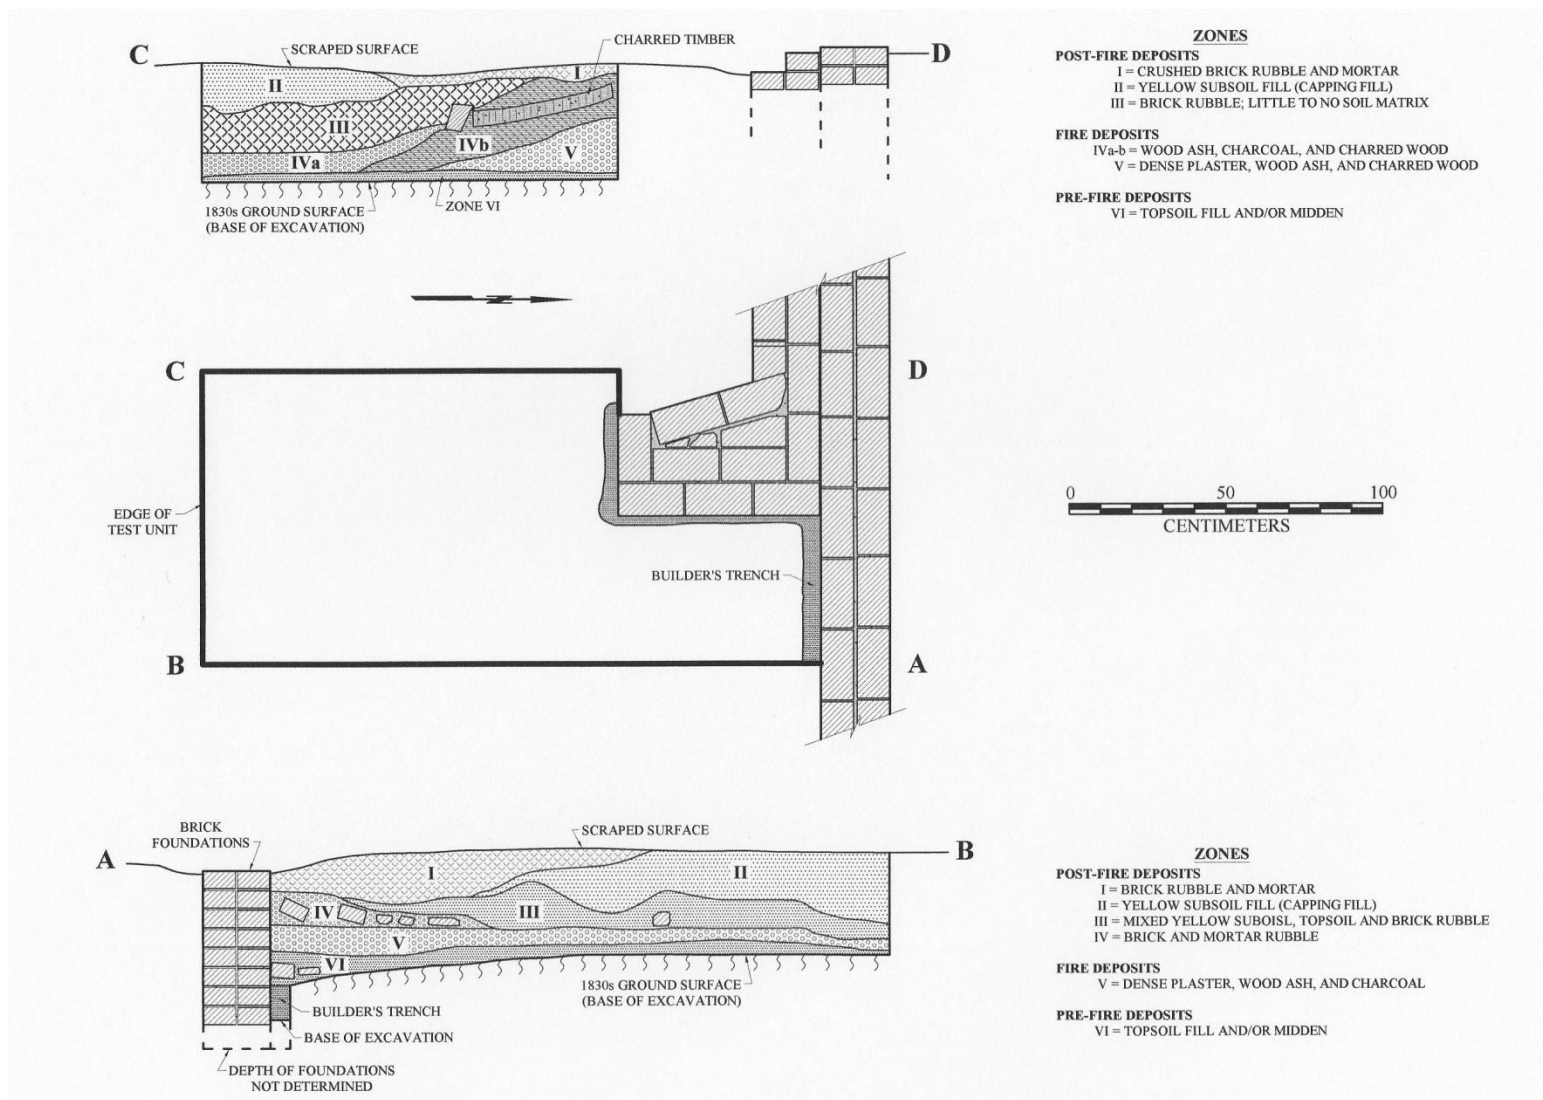 C
SCRAPED SURFACE
CHARRED TIMBER
D
I
II
III
IVa
IVb
V
1830s GROUND SURFACE
(BASE OF EXCAVATION)
ZONE VI
ZONES
POST-FIRE DEPOSITS
I = CRUSHED BRICK RUBBLE AND MORTAR
II = YELLOW SUBSOIL FILL (CAPPING FILL)
III = BRICK RUBBLE; LITTLE TO NO SOIL MATRIX
FIRE DEPOSITS
IVa-b = WOOD ASH, CHARCOAL, AND CHARRED WOOD
V = DENSE PLASTER, WOOD ASH, AND CHARRED WOOD
PRE-FIRE DEPOSITS
VI = TOPSOIL FILL AND/OR MIDDEN
N
C
D
EDGE OF
TEST UNIT
BUILDER'S TRENCH
B
A
0 50 100
CENTIMETERS
BRICK
FOUNDATIONS
SCRAPED SURFACE
A
B
I
II
III
IV
V
VI
1830s GROUND SURFACE
(BASE OF EXCAVATION)
BUILDER'S TRENCH
BASE OF EXCAVATION
DEPTH OF FOUNDATIONS
NOT DETERMINED
ZONES
POST-FIRE DEPOSITS
I = BRICK RUBBLE AND MORTAR
II = YELLOW SUBSOIL FILL (CAPPING FILL)
III = MIXED YELLOW SUBOISL, TOPSOIL AND BRICK RUBBLE
IV = BRICK AND MORTAR RUBBLE
FIRE DEPOSITS
V = DENSE PLASTER, WOOD ASH, AND CHARCOAL
PRE-FIRE DEPOSITS
VI = TOPSOIL FILL AND/OR MIDDEN